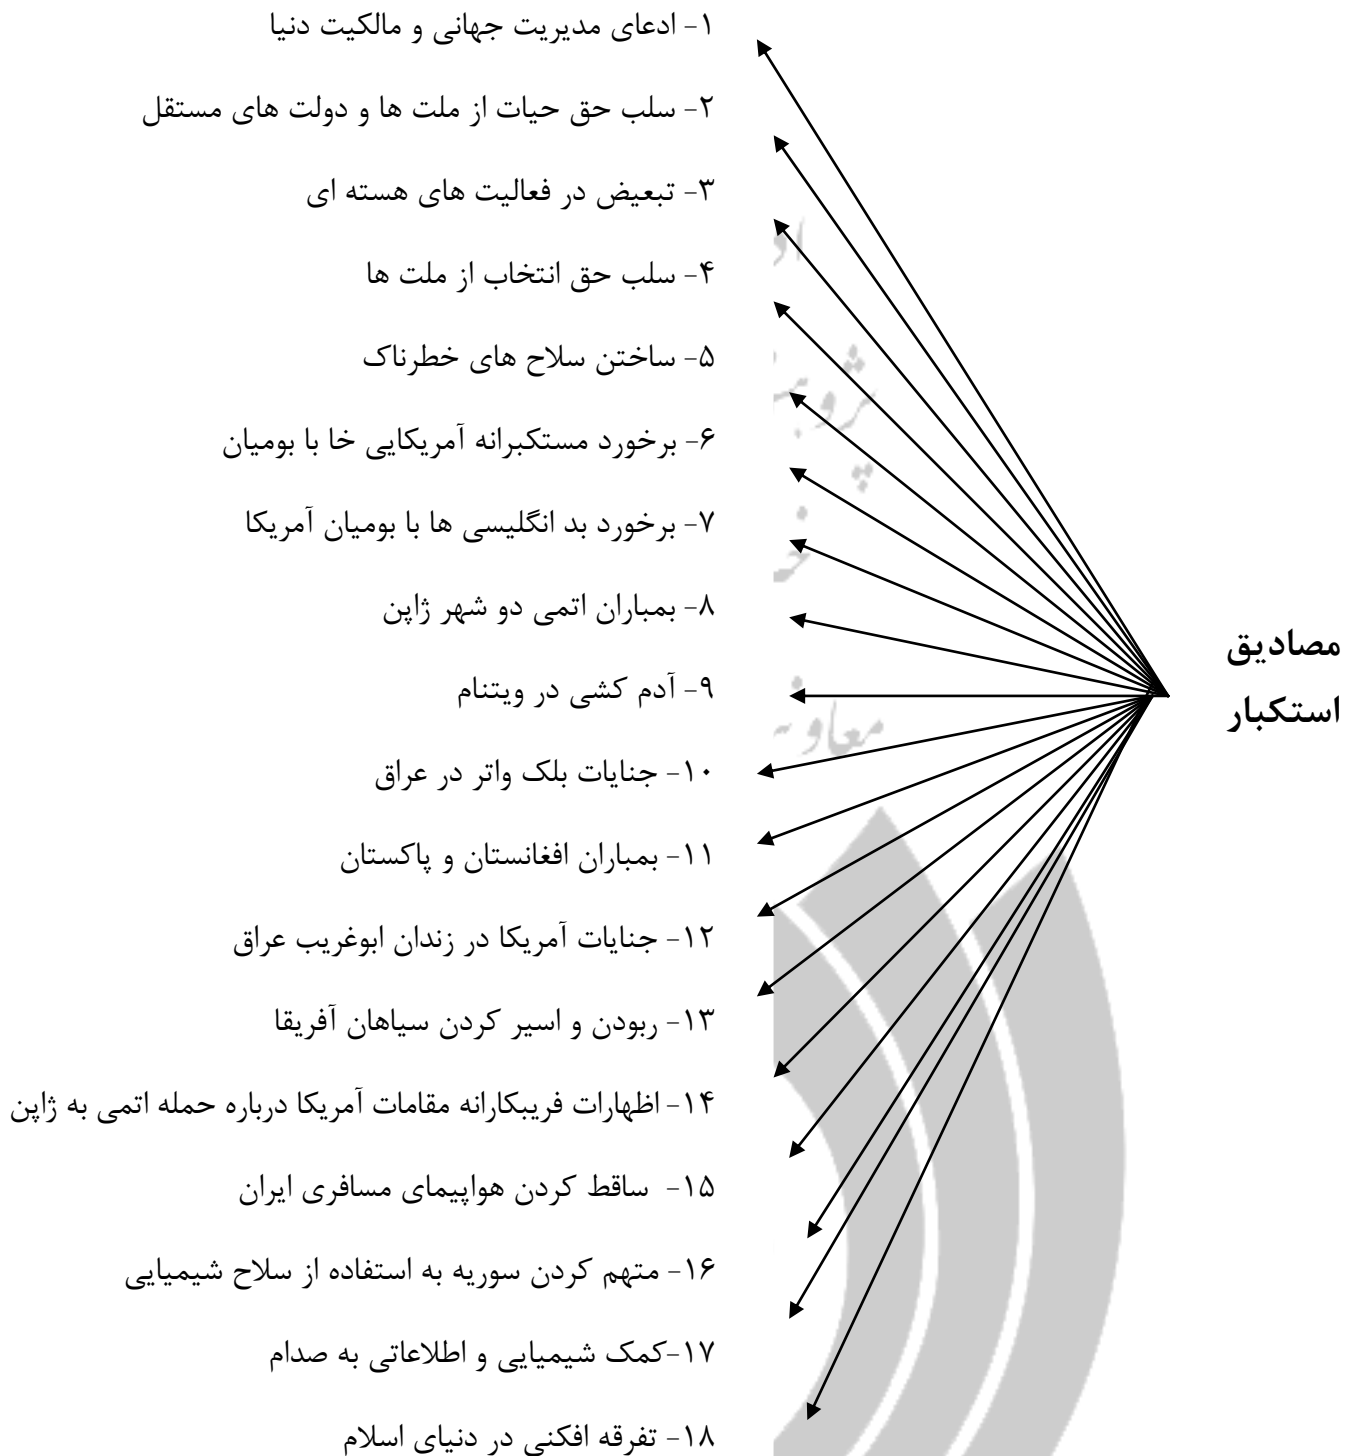 ۱- ادعای مدیریت جهانی و مالکیت دنیا
۲- سلب حق حیات از ملت ها و دولت های مستقل
۳- تبعیض در فعالیت های هسته ای
۴- سلب حق انتخاب از ملت ها
۵- ساختن سلاح های خطرناک
۶- برخورد مستکبرانه آمریکایی خا با بومیان
۷- برخورد بد انگلیسی ها با بومیان آمریکا
۸- بمباران اتمی دو شهر ژاپن
مصادیق
استکبار
۹- آدم کشی در ویتنام
۱۰- جنایات بلک واتر در عراق
۱۱- بمباران افغانستان و پاکستان
۱۲- جنایات آمریکا در زندان ابوغریب عراق
۱۳- ربودن و اسیر کردن سیاهان آفریقا
۱۴- اظهارات فریبکارانه مقامات آمریکا درباره حمله اتمی به ژاپن
۱۵- ساقط کردن هواپیمای مسافری ایران
۱۶- متهم کردن سوریه به استفاده از سلاح شیمیایی
۱۷-کمک شیمیایی و اطلاعاتی به صدام
۱۸- تفرقه افکنی در دنیای اسلام